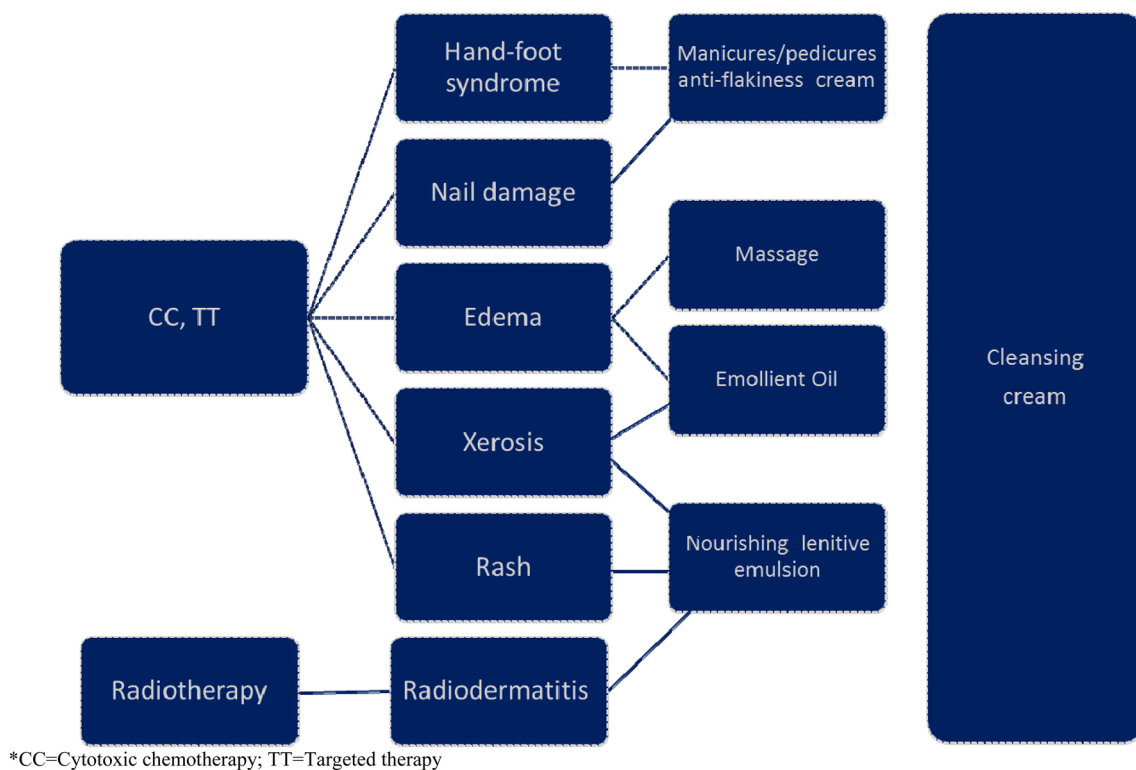 Hand-foot
syndrome
Manicures/pedicures
anti-flakiness cream
Nail damage
Massage
CC, TT
Edema
Emollient Oil
Cleansing
cream
Xerosis
Rash
Nourishing lenitive
emulsion
Radiotherapy
Radiodermatitis
*CC=Cytotoxic chemotherapy; TT=Targeted therapy